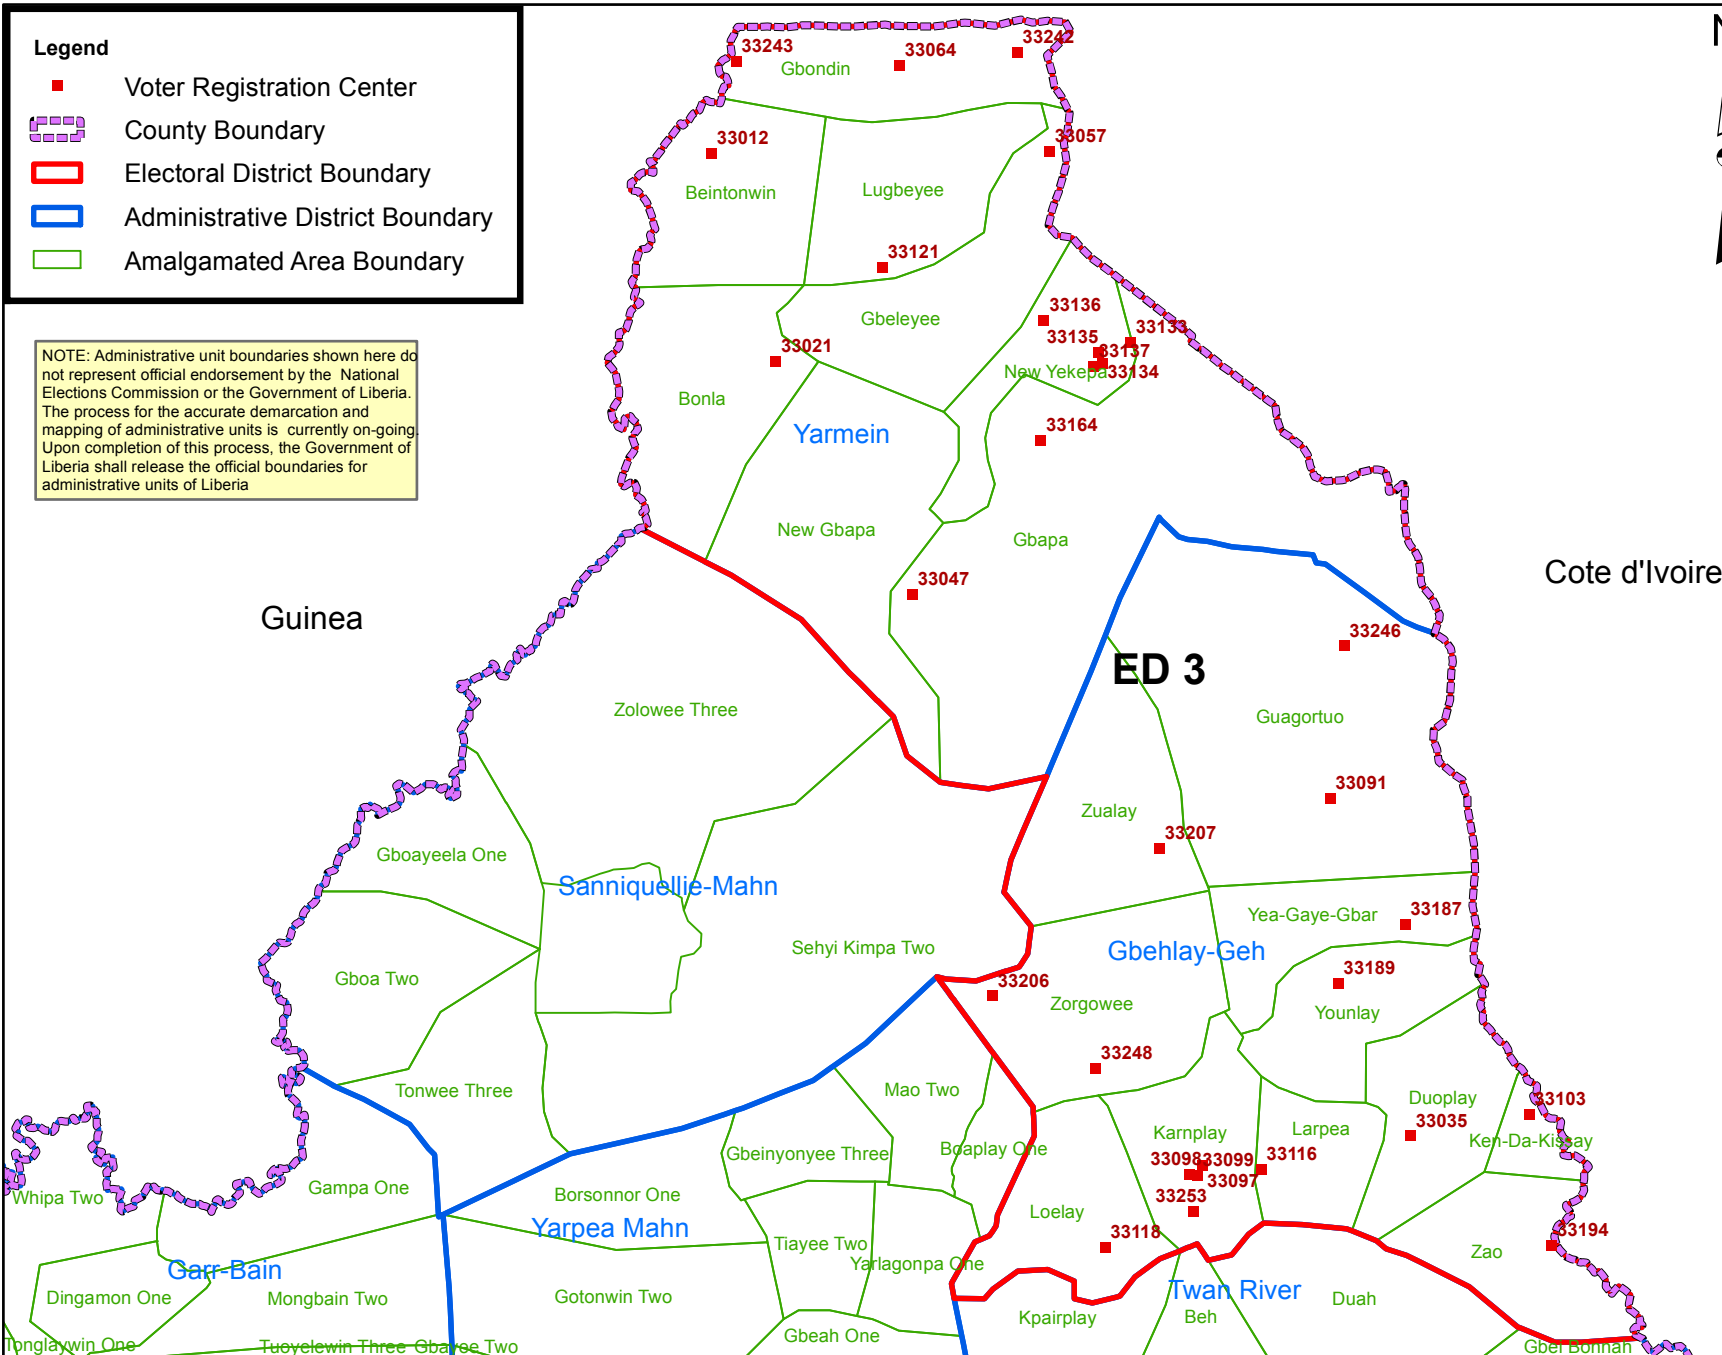 Legend
Voter Registration Center
County Boundary
Electoral District Boundary
Administrative District Boundary
Amalgamated Area Boundary
NOTE: Administrative unit boundaries shown here do
not represent official endorsement by the National
Elections Commission or the Government of Liberia.
The process for the accurate demarcation and
mapping of administrative units is currently on-going.
Upon completion of this process, the Government of
Liberia shall release the official boundaries for
administrative units of Liberia
33243
33064
33242
Gbondin
33012
33057
Beintonwin
Lugbeyee
33121
33136
Gbeleyee
33133
33135
33021
33137
New Yekepa
33134
Bonla
Yarmein
33164
New Gbapa
Gbapa
Cote d'Ivoire
33047
Guinea
33246
ED 3
Zolowee Three
Guagortuo
33091
Zualay
33207
Gboayeela One
Sanniquellie-Mahn
33187
Yea-Gaye-Gbar
Sehyi Kimpa Two
Gbehlay-Geh
Gboa Two
33189
33206
Zorgowee
Younlay
33248
Tonwee Three
Mao Two
Duoplay
33103
33035
Karnplay
Larpea
Ken-Da-Kissay
Gbeinyonyee Three
Boaplay One
33098
33099
33116
33097
Whipa Two
Gampa One
Borsonnor One
33253
Loelay
Yarpea Mahn
33118
33194
Tiayee Two
Zao
Yarlagonpa One
Garr-Bain
Twan River
Dingamon One
Mongbain Two
Gotonwin Two
Duah
Kpairplay
Beh
Gbeah One
Tonglaywin One
Tuoyelewin Three
Gbayee Two
Gbei Bonnah
N